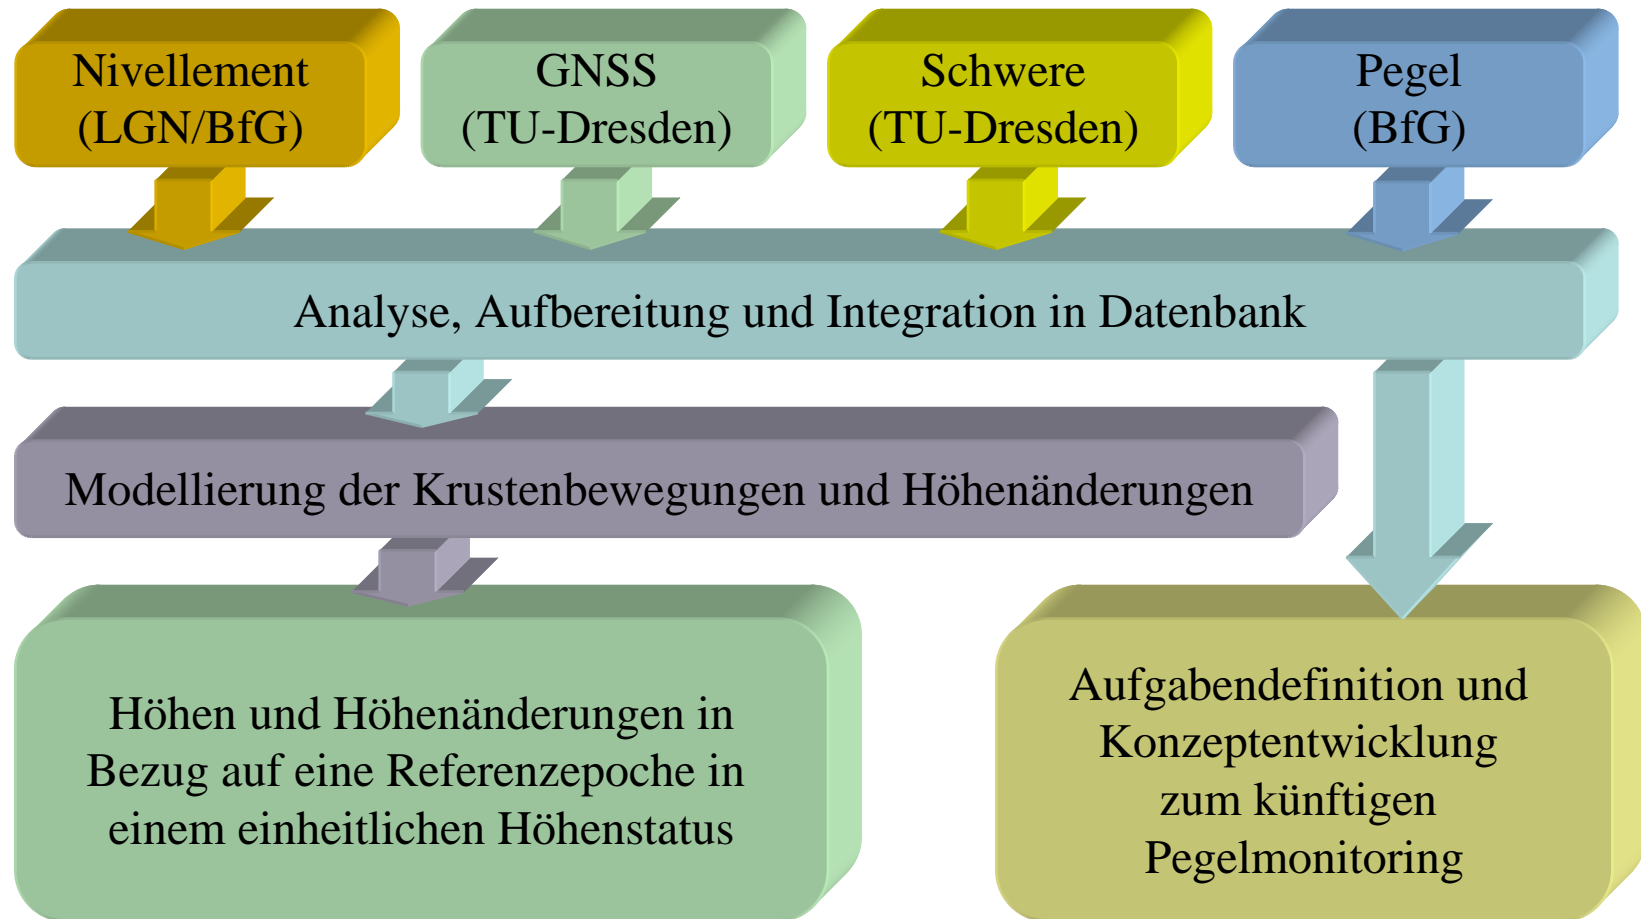 Nivellement
(LGN/BfG)
GNSS
(TU-Dresden)
Schwere
(TU-Dresden)
Pegel
(BfG)
Analyse, Aufbereitung und Integration in Datenbank
Modellierung der Krustenbewegungen und Höhenänderungen
Höhen und Höhenänderungen in
Bezug auf eine Referenzepoche in
einem einheitlichen Höhenstatus
Aufgabendefinition und
Konzeptentwicklung
zum künftigen
Pegelmonitoring